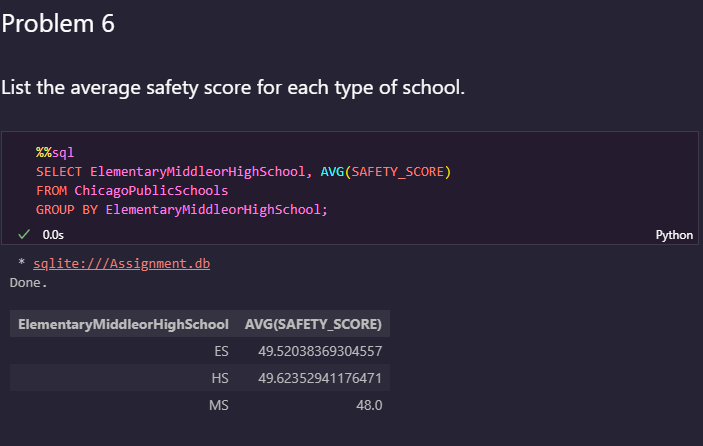 Problem 6
List the average safety score for each type of school.
%%sql
SELECT ElementaryMiddleorHighSchool, AVG(SAFETY_SCORE)
FROM ChicagoPublicSchools
GROUP BY ElementaryMiddleorHighSchool;
0.0s Python
* sqlite:///Assignment.db
Done.
ElementaryMiddleorHighSchool AVG(SAFETY_SCORE)
ES 49.52038369304557
HS 49.62352941176471
MS 48.0